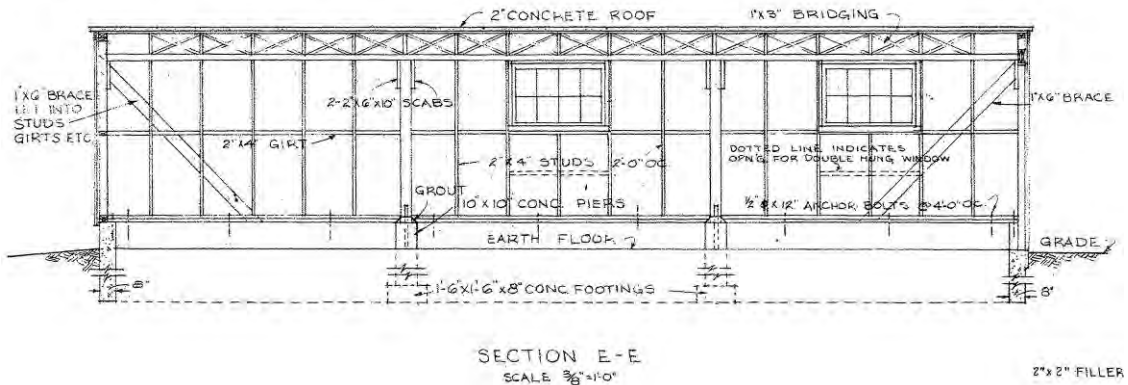 2" CONCRETE ROOF
1"X3" BRIDGING
1"X6" BRACE
INTO
STUDS
GIRTS ETC
2-2"X6"X10" SCABS
1"X6" BRACE
2"X4" GIRT
2"X4" STUDS 2'-0" OC.
DOTTED LINE INDICATES
OPN'G FOR DOUBLE HUNG WINDOW
GROUT
10"X10" CONC. PIERS
½"Φ X 12" ANCHOR BOLTS @ 4'-0" OC.
EARTH FLOOR
GRADE
8"
1'-6"X1'-6"X8" CONC. FOOTINGS
8"
SECTION E-E
SCALE ⅜"=1'-0"
2"X2" FILLER